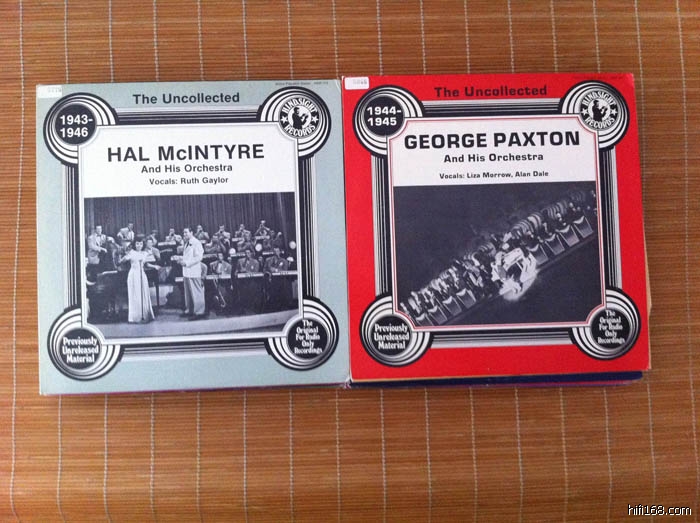 The Uncollected
1943-
1946
HINDSIGHT
RECORDS
HAL McINTYRE
And His Orchestra
Vocals: Ruth Gaylor
Previously
Unreleased
Material
The
Original
For Radio
Only
Recordings
The Uncollected
1944-
1945
HINDSIGHT
RECORDS
GEORGE PAXTON
And His Orchestra
Vocals: Liza Morrow, Alan Dale
Previously
Unreleased
Material
The
Original
For Radio
Only
Recordings
hifi168.com